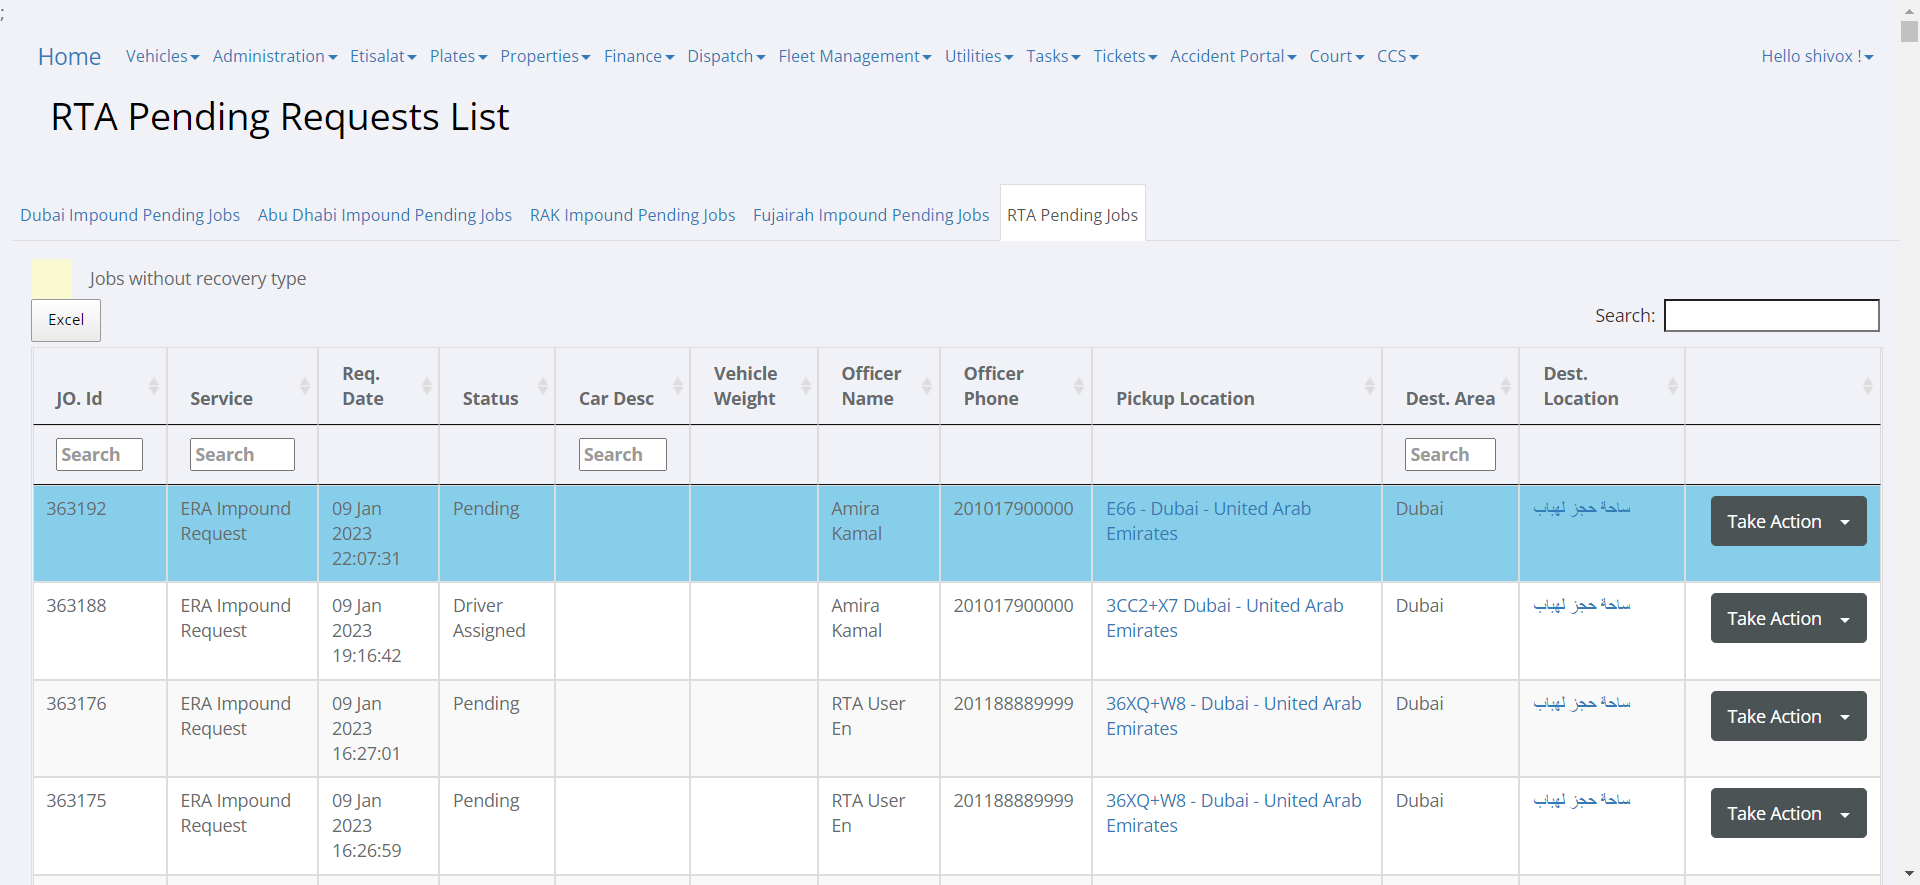 ;
Home Vehicles Administration Etisalat Plates Properties Finance Dispatch Fleet Management Utilities Tasks Tickets Accident Portal Court CCS Hello shivox !
RTA Pending Requests List
Dubai Impound Pending Jobs Abu Dhabi Impound Pending Jobs RAK Impound Pending Jobs Fujairah Impound Pending Jobs RTA Pending Jobs
Jobs without recovery type
Excel
Search:
JO. Id
Service
Req.
Date
Status
Car Desc
Vehicle
Weight
Officer
Name
Officer
Phone
Pickup Location
Dest. Area
Dest.
Location
Search Search Search Search
363192
ERA Impound
Request
09 Jan
2023
22:07:31
Pending
Amira
Kamal
201017900000
E66 - Dubai - United Arab
Emirates
Dubai
ساحة حجز لهباب
Take Action
363188
ERA Impound
Request
09 Jan
2023
19:16:42
Driver
Assigned
Amira
Kamal
201017900000
3CC2+X7 Dubai - United Arab
Emirates
Dubai
ساحة حجز لهباب
Take Action
363176
ERA Impound
Request
09 Jan
2023
16:27:01
Pending
RTA User
En
201188889999
36XQ+W8 - Dubai - United Arab
Emirates
Dubai
ساحة حجز لهباب
Take Action
363175
ERA Impound
Request
09 Jan
2023
16:26:59
Pending
RTA User
En
201188889999
36XQ+W8 - Dubai - United Arab
Emirates
Dubai
ساحة حجز لهباب
Take Action